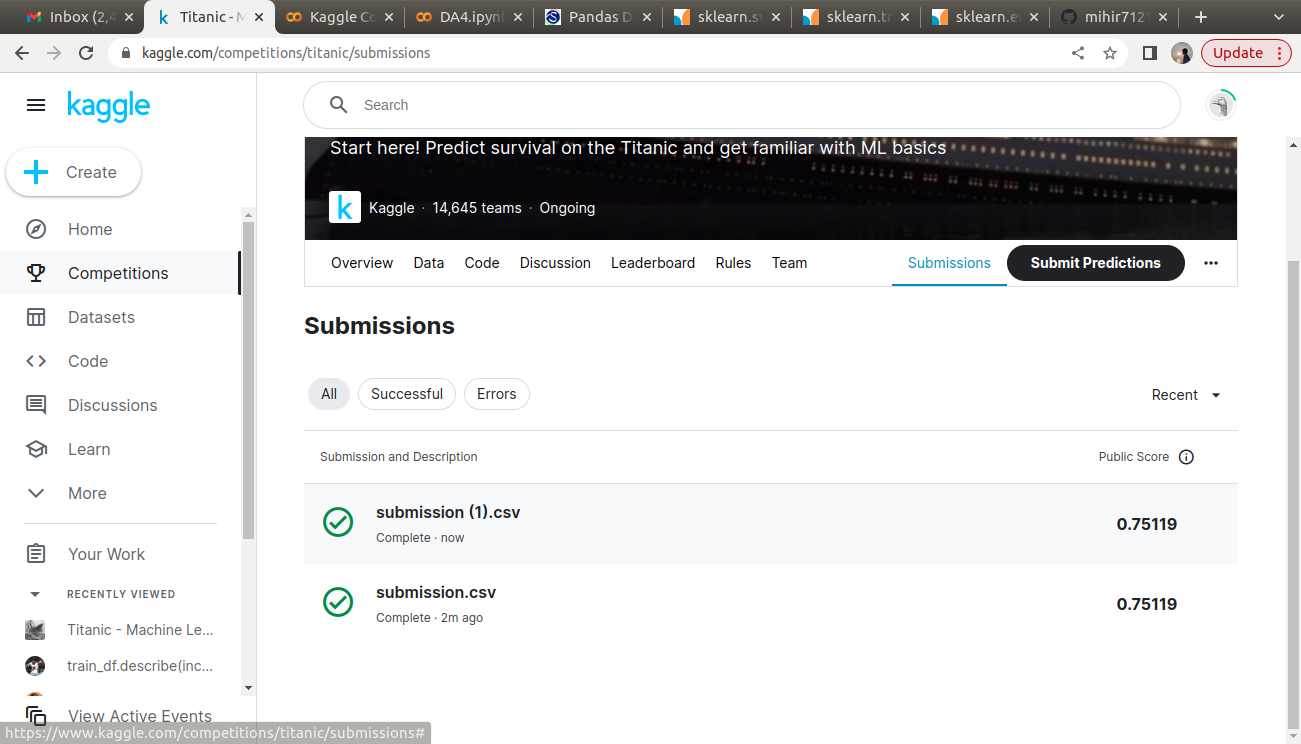 Inbox (2,4
Titanic - M
Kaggle Co
DA4.ipyn
Pandas D
sklearn.sv
sklearn.tr
sklearn.e
mihir712
kaggle.com/competitions/titanic/submissions
Update
kaggle
Search
Create
Home
Competitions
Datasets
Code
Discussions
Learn
More
Your Work
RECENTLY VIEWED
Titanic - Machine Le...
train_df.describe(inc...
View Active Events
https://www.kaggle.com/competitions/titanic/submissions#
Start here! Predict survival on the Titanic and get familiar with ML basics
k
Kaggle · 14,645 teams · Ongoing
Overview Data Code Discussion Leaderboard Rules Team Submissions Submit Predictions
Submissions
All Successful Errors Recent
Submission and Description Public Score
submission (1).csv
Complete · now
0.75119
submission.csv
Complete · 2m ago
0.75119